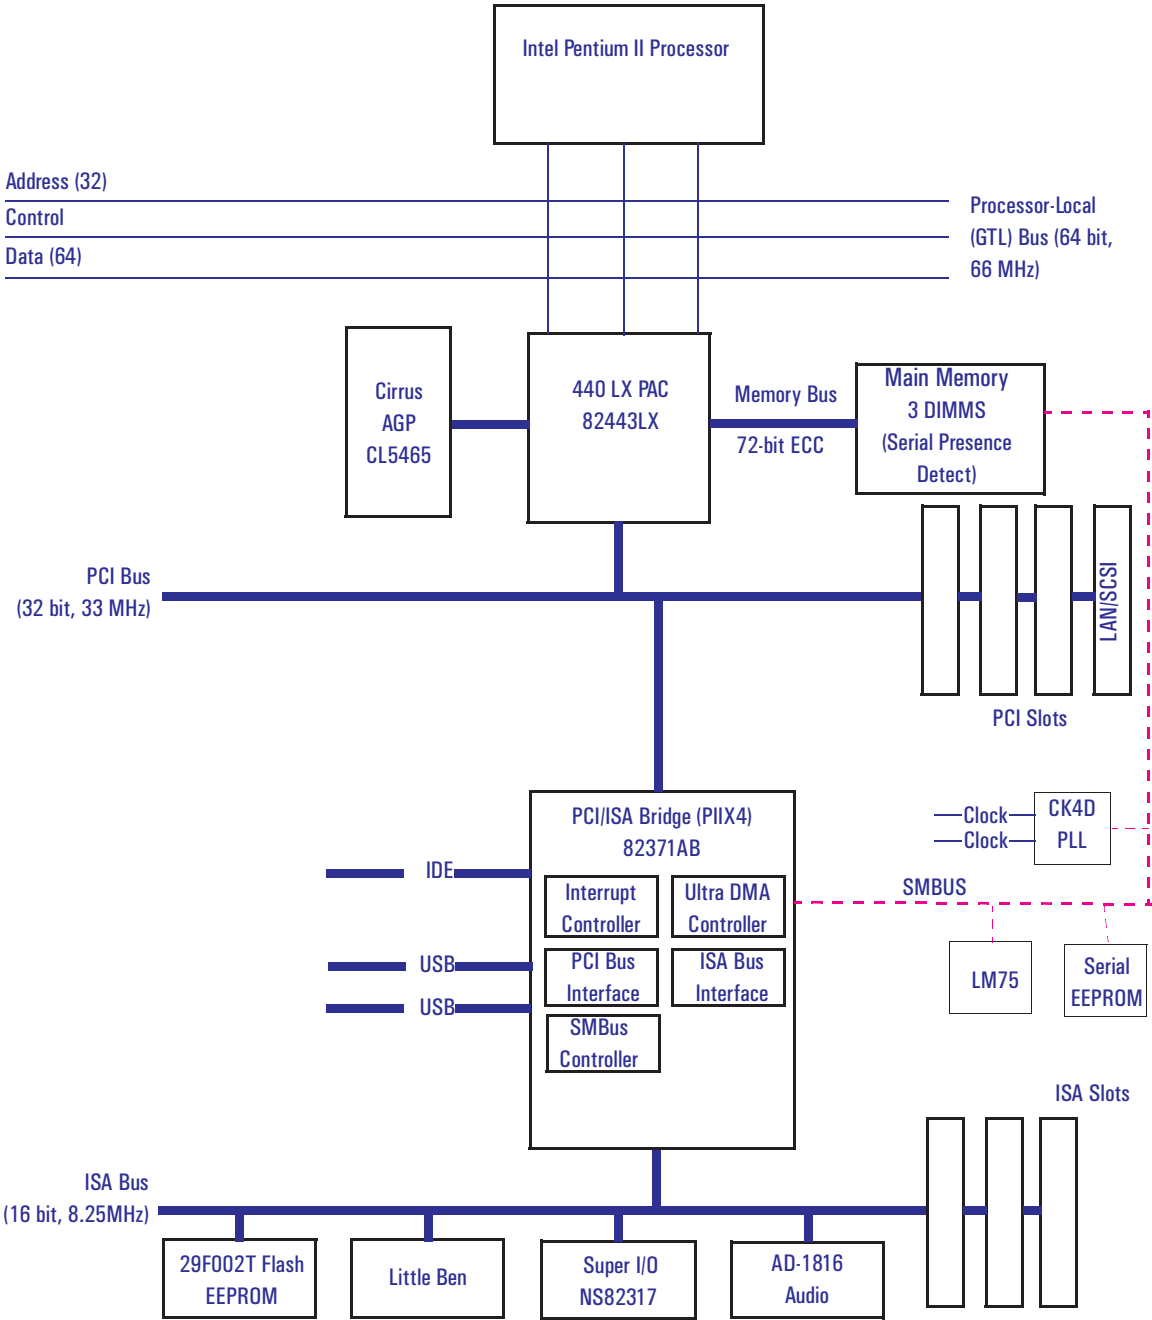 Intel Pentium II Processor
Address (32)
Control
Data (64)
Processor-Local
(GTL) Bus (64 bit,
66 MHz)
Cirrus
AGP
CL5465
440 LX PAC
82443LX
Memory Bus
72-bit ECC
Main Memory
3 DIMMS
(Serial Presence
Detect)
PCI Bus
(32 bit, 33 MHz)
LAN/SCSI
PCI Slots
PCI/ISA Bridge (PIIX4)
82371AB
Clock
Clock
CK4D
PLL
IDE
Interrupt
Controller
Ultra DMA
Controller
SMBUS
USB
USB
PCI Bus
Interface
ISA Bus
Interface
SMBus
Controller
LM75
Serial
EEPROM
ISA Slots
ISA Bus
(16 bit, 8.25MHz)
29F002T Flash
EEPROM
Little Ben
Super I/O
NS82317
AD-1816
Audio